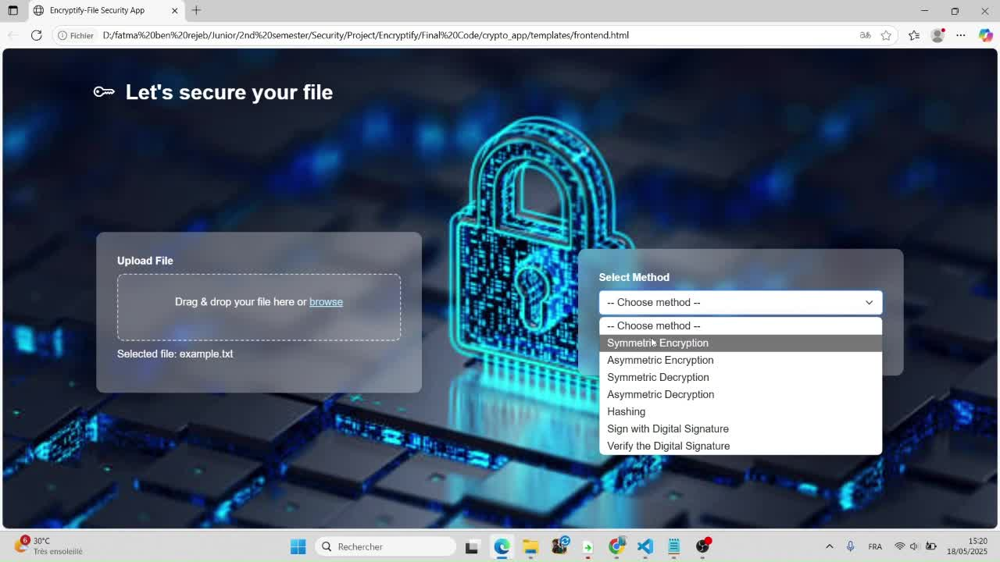 Encryptify-File Security App
Fichier
D:/fatma%20ben%20rejeb/Junior/2nd%20semester/Security/Project/Encryptify/Final%20Code/crypto_app/templates/frontend.html
Let's secure your file
Upload File
Drag & drop your file here or browse
Selected file: example.txt
Select Method
-- Choose method --
-- Choose method --
Symmetric Encryption
Asymmetric Encryption
Symmetric Decryption
Asymmetric Decryption
Hashing
Sign with Digital Signature
Verify the Digital Signature
6
30°C
Très ensoleillé
Rechercher
FRA
15:20
18/05/2025